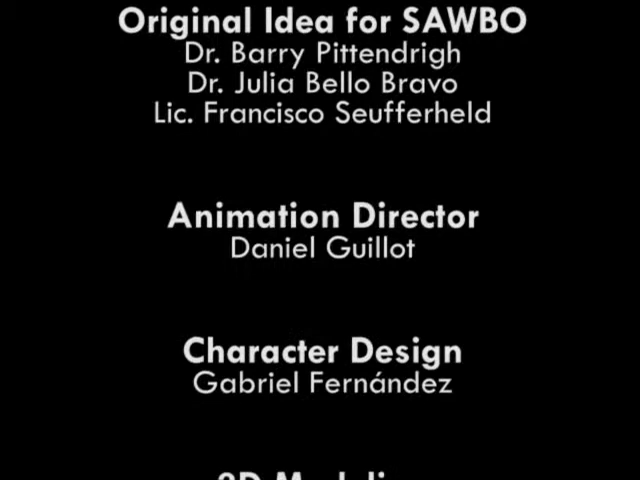 Original Idea for SAWBO
Dr. Barry Pittendrigh
Dr. Julia Bello Bravo
Lic. Francisco Seufferheld
Animation Director
Daniel Guillot
Character Design
Gabriel Fernández